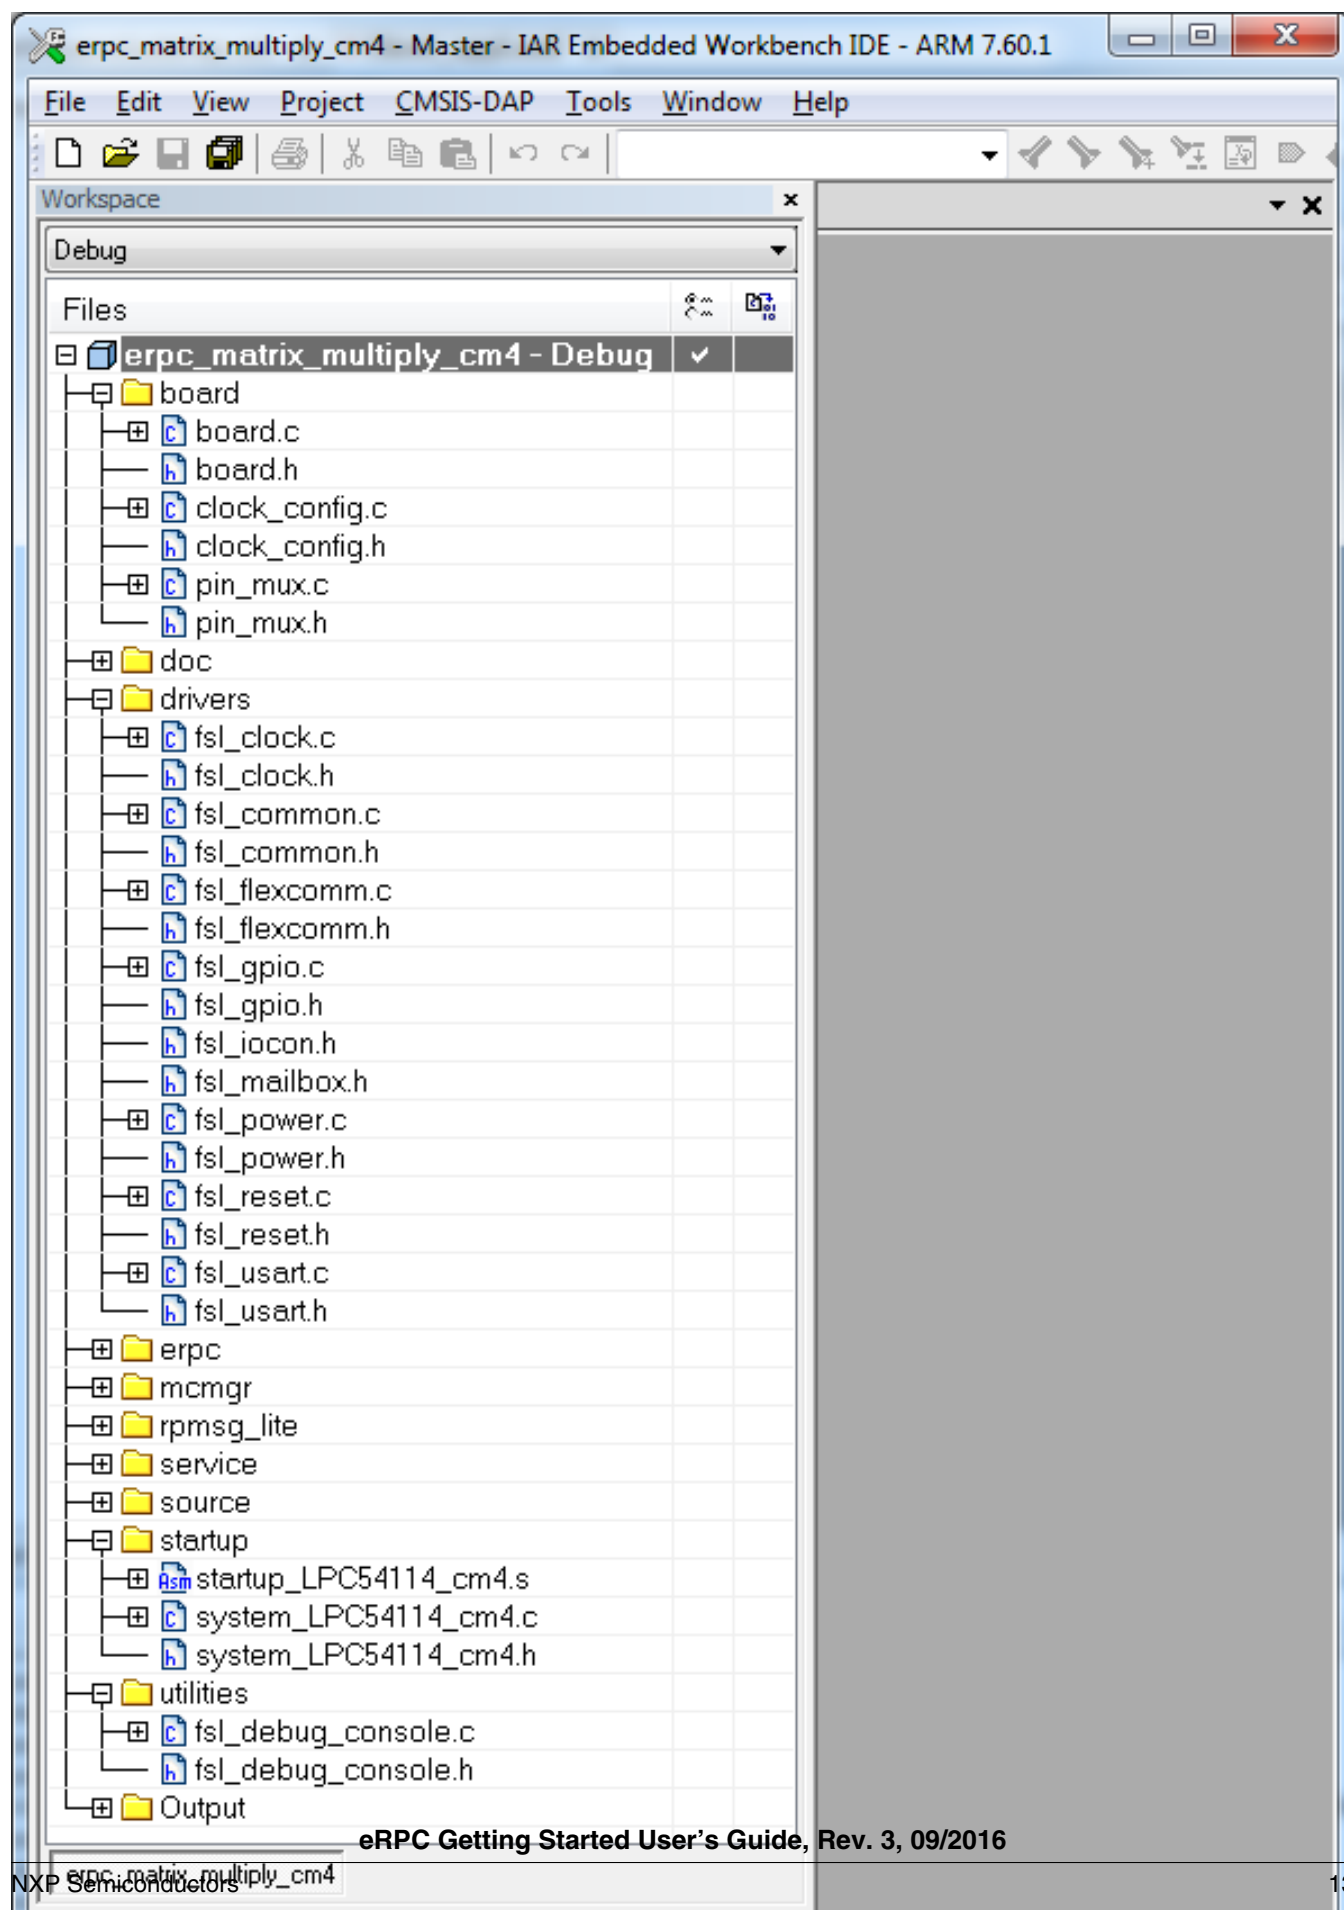 erpc_matrix_multiply_cm4 - Master - IAR Embedded Workbench IDE - ARM 7.60.1
File Edit View Project CMSIS-DAP Tools Window Help
Workspace
Debug
Files
erpc_matrix_multiply_cm4 - Debug
board
board.c
board.h
clock_config.c
clock_config.h
pin_mux.c
pin_mux.h
doc
drivers
fsl_clock.c
fsl_clock.h
fsl_common.c
fsl_common.h
fsl_flexcomm.c
fsl_flexcomm.h
fsl_gpio.c
fsl_gpio.h
fsl_iocon.h
fsl_mailbox.h
fsl_power.c
fsl_power.h
fsl_reset.c
fsl_reset.h
fsl_usart.c
fsl_usart.h
erpc
mcmgr
rpmsg_lite
service
source
startup
startup_LPC54114_cm4.s
system_LPC54114_cm4.c
system_LPC54114_cm4.h
utilities
fsl_debug_console.c
fsl_debug_console.h
Output
eRPC Getting Started User's Guide, Rev. 3, 09/2016
erpc_matrix_multiply_cm4
NXP Semiconductors